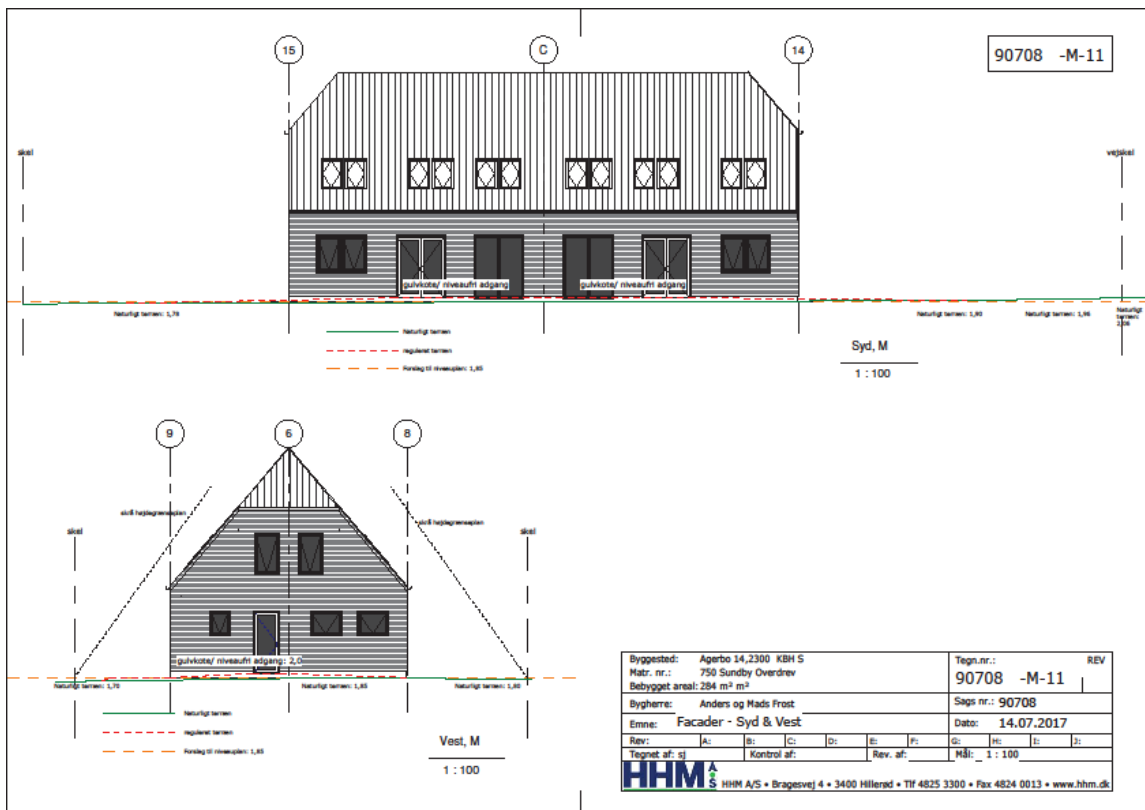 15
C
14
90708 -M-11
skel
vejskel
gulvkote/ niveaufri adgang
gulvkote/ niveaufri adgang
Naturligt terræn: 1,78
Naturligt terræn: 1,90
Naturligt terræn: 1,96
Naturligt
terræn:
2,06
Naturligt terræn
reguleret terræn
Forslag til niveauplan: 1,85
Syd, M
1 : 100
9
6
8
skrå højdegrænseplan
skrå højdegrænseplan
skel
skel
gulvkote/ niveaufri adgang: 2,0
Naturligt terræn: 1,70
Naturligt terræn: 1,85
Naturligt terræn: 1,80
Naturligt terræn
reguleret terræn
Forslag til niveauplan: 1,85
Vest, M
1 : 100
Byggested: Agerbo 14,2300 KBH S
Matr. nr.: 750 Sundby Overdrev
Bebygget areal: 284 m² m²
Tegn.nr.: REV
90708 -M-11
Bygherre: Anders og Mads Frost
Sags nr.: 90708
Emne: Facader - Syd & Vest
Dato: 14.07.2017
Rev: A: B: C: D: E: F: G: H: I: J:
Tegnet af: sj Kontrol af: Rev. af: Mål: 1 : 100
HHM A/S
HHM A/S • Bragesvej 4 • 3400 Hillerød • Tlf 4825 3300 • Fax 4824 0013 • www.hhm.dk